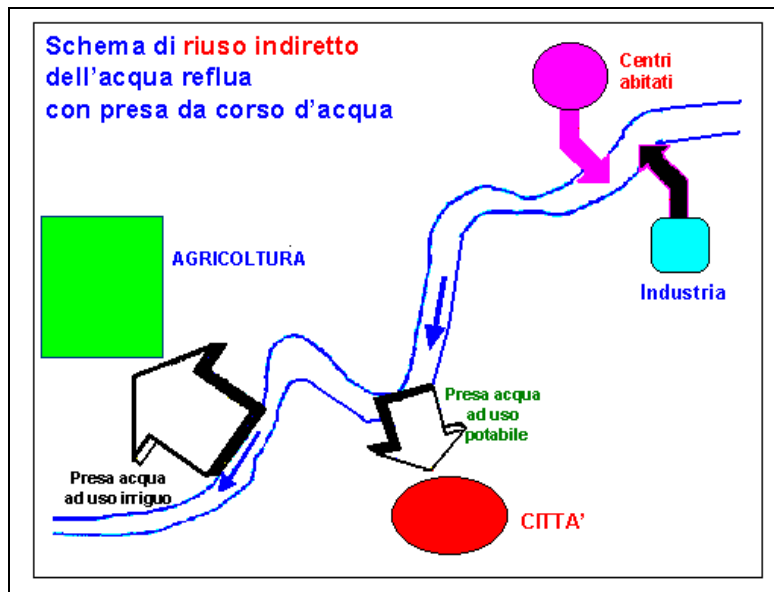 Schema di riuso indiretto
dell'acqua reflua
con presa da corso d'acqua
Centri
abitati
AGRICOLTURA
Industria
Presa acqua
ad uso
potabile
Presa acqua
ad uso irriguo
CITTA'